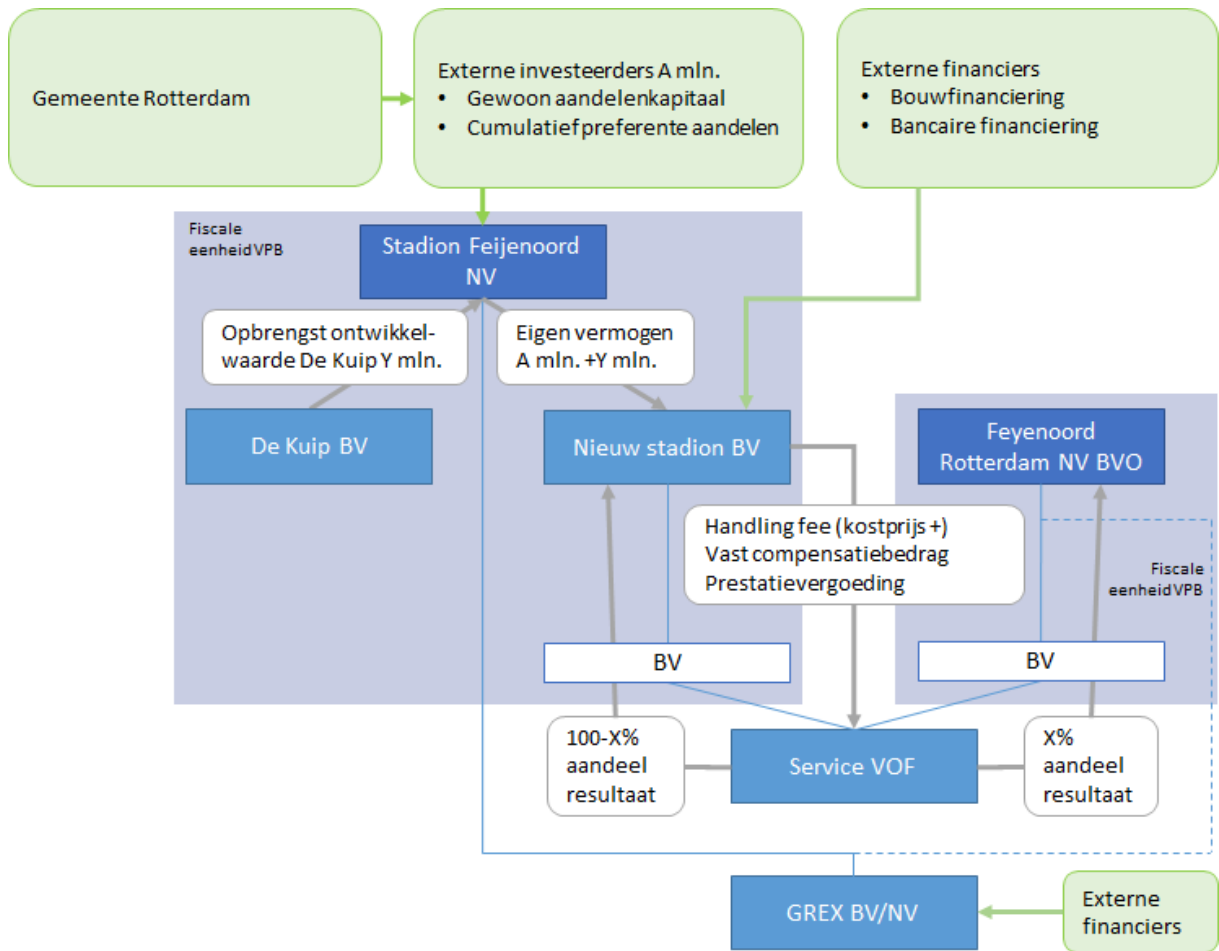 Gemeente Rotterdam
Externe investeerders A mln.
• Gewoon aandelenkapitaal
• Cumulatief preferente aandelen
Externe financiers
• Bouwfinanciering
• Bancaire financiering
Fiscale
eenheid VPB
Stadion Feijenoord
NV
Opbrengst ontwikkel-
waarde De Kuip Y mln.
Eigen vermogen
A mln. +Y mln.
De Kuip BV
Nieuw stadion BV
Feyenoord
Rotterdam NV BVO
Handling fee (kostprijs +)
Vast compensatiebedrag
Prestatievergoeding
Fiscale
eenheid VPB
BV
BV
100-X%
aandeel
resultaat
Service VOF
X%
aandeel
resultaat
GREX BV/NV
Externe
financiers